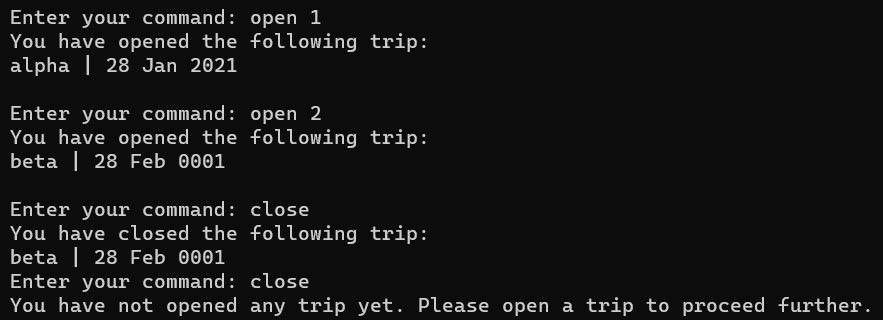 Enter your command: open 1
You have opened the following trip:
alpha | 28 Jan 2021
Enter your command: open 2
You have opened the following trip:
beta | 28 Feb 0001
Enter your command: close
You have closed the following trip:
beta | 28 Feb 0001
Enter your command: close
You have not opened any trip yet. Please open a trip to proceed further.